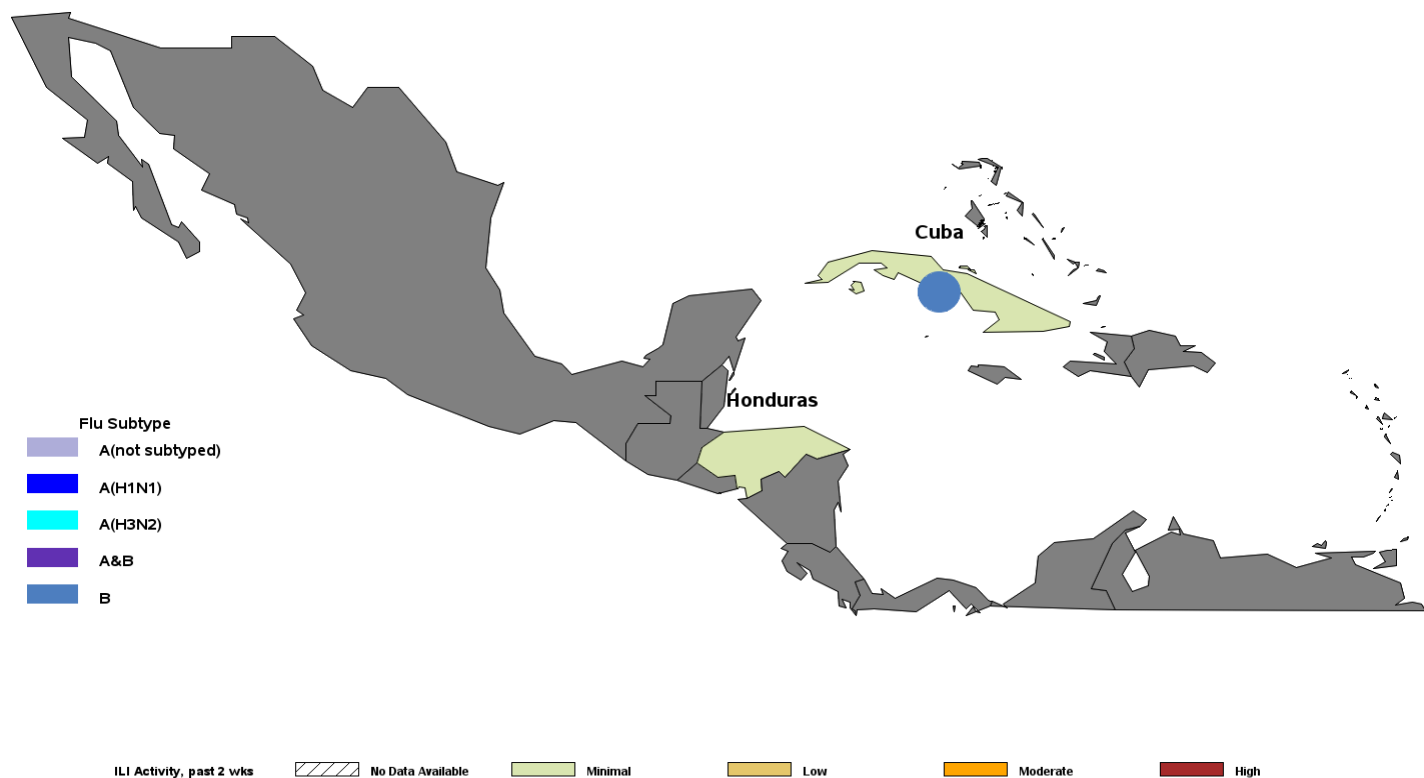 Cuba
Honduras
Flu Subtype
A(not subtyped)
A(H1N1)
A(H3N2)
A&B
B
ILI Activity, past 2 wks No Data Available Minimal Low Moderate High